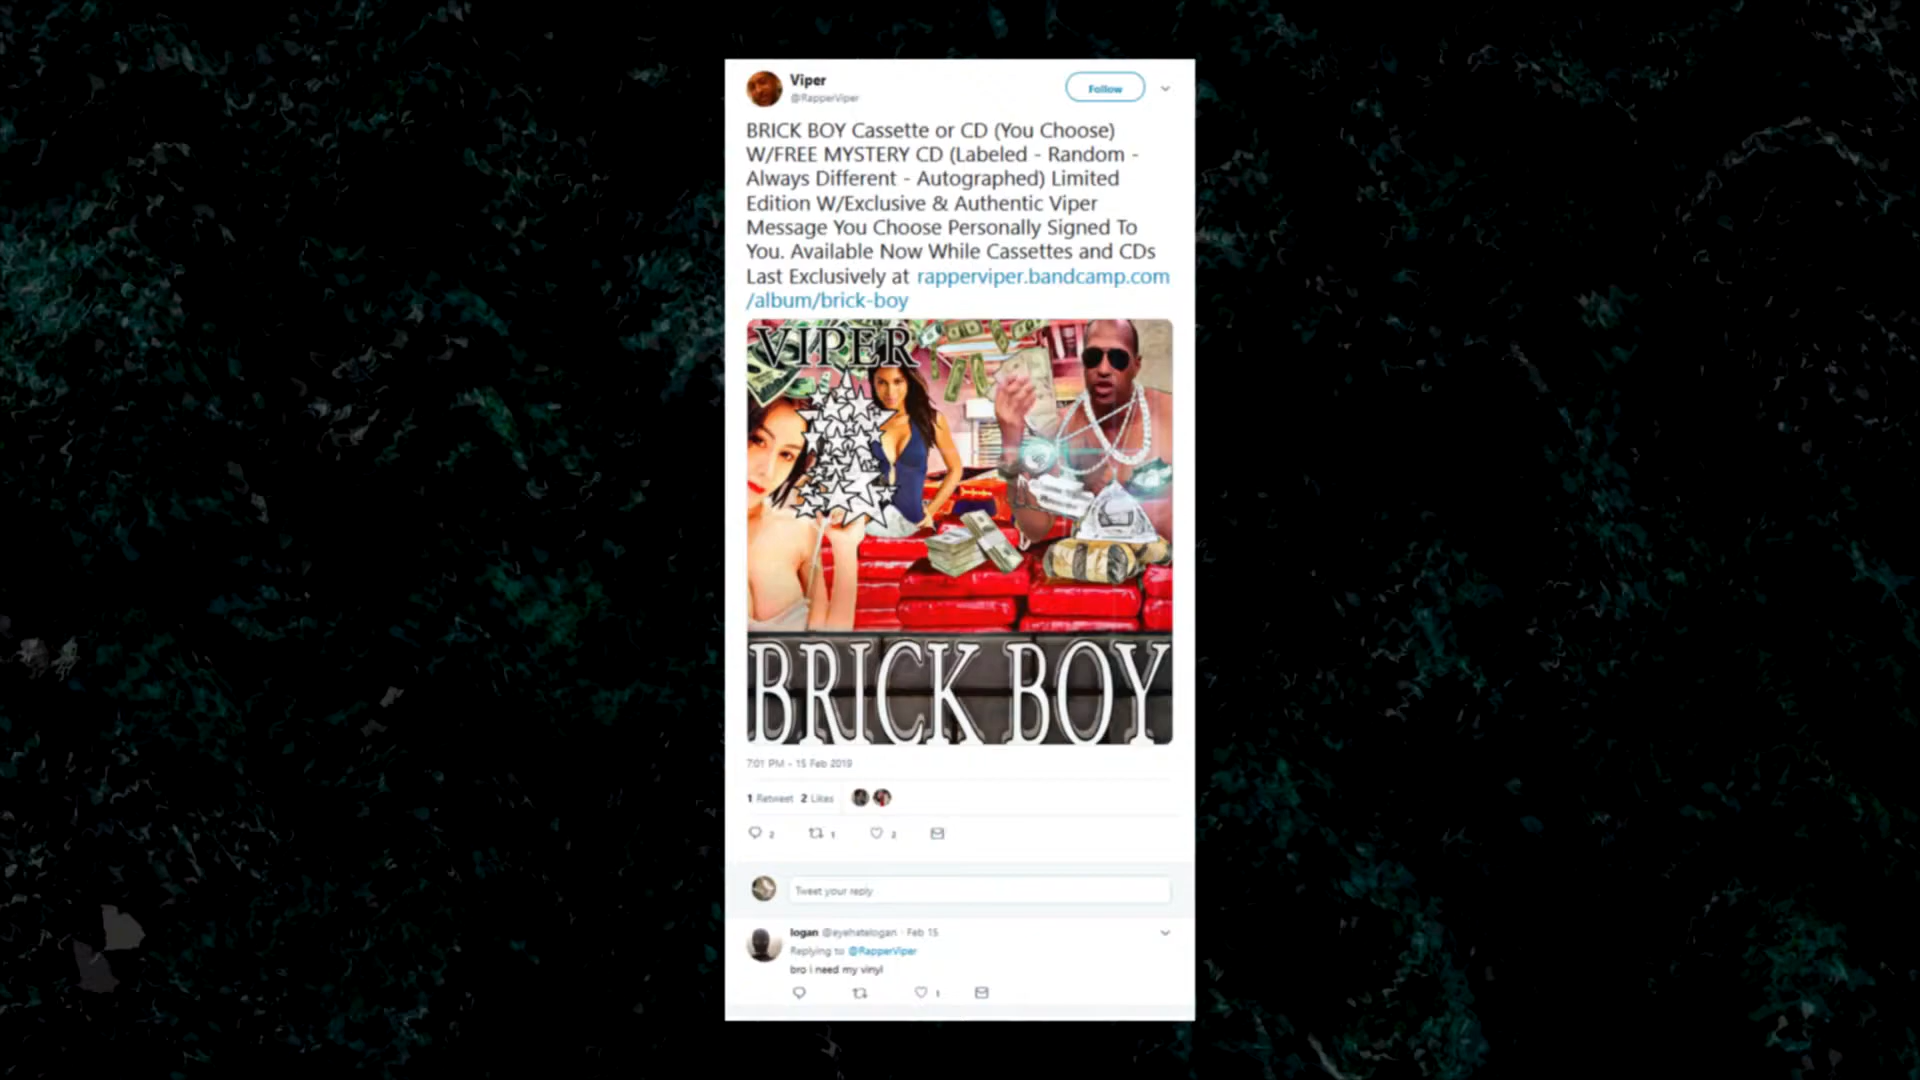 Viper
@RapperViper
Follow
BRICK BOY Cassette or CD (You Choose)
W/FREE MYSTERY CD (Labeled - Random -
Always Different - Autographed) Limited
Edition W/Exclusive & Authentic Viper
Message You Choose Personally Signed To
You. Available Now While Cassettes and CDs
Last Exclusively at rapperviper.bandcamp.com
/album/brick-boy
VIPER
BRICK BOY
7:01 PM - 15 Feb 2019
1 Retweet 2 Likes
2 1 2
Tweet your reply
logan @eyehatelogan · Feb 15
Replying to @RapperViper
bro i need my vinyl
1